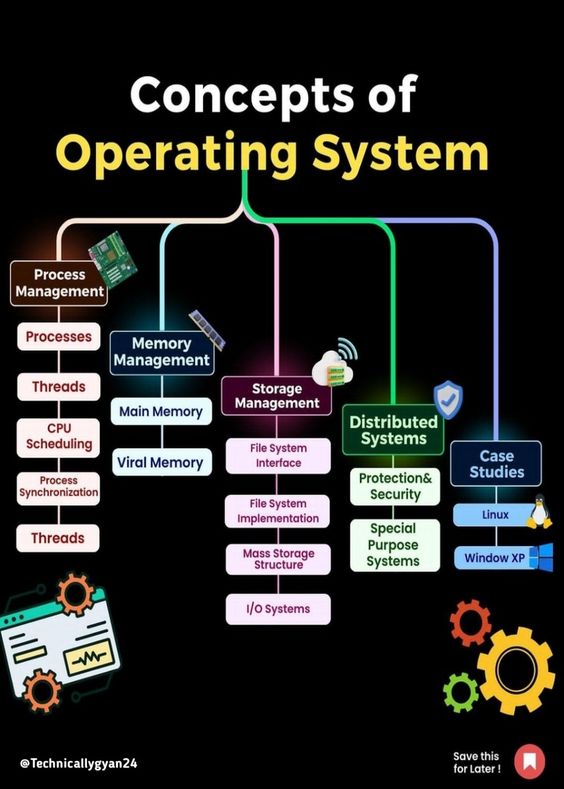 Concepts of
Operating System
Process
Management
Processes
Threads
CPU
Scheduling
Process
Synchronization
Threads
Memory
Management
Main Memory
Viral Memory
Storage
Management
File System
Interface
File System
Implementation
Mass Storage
Structure
I/O Systems
Distributed
Systems
Protection&
Security
Special
Purpose
Systems
Case
Studies
Linux
Window XP
@Technicallygyan24
Save this
for Later !